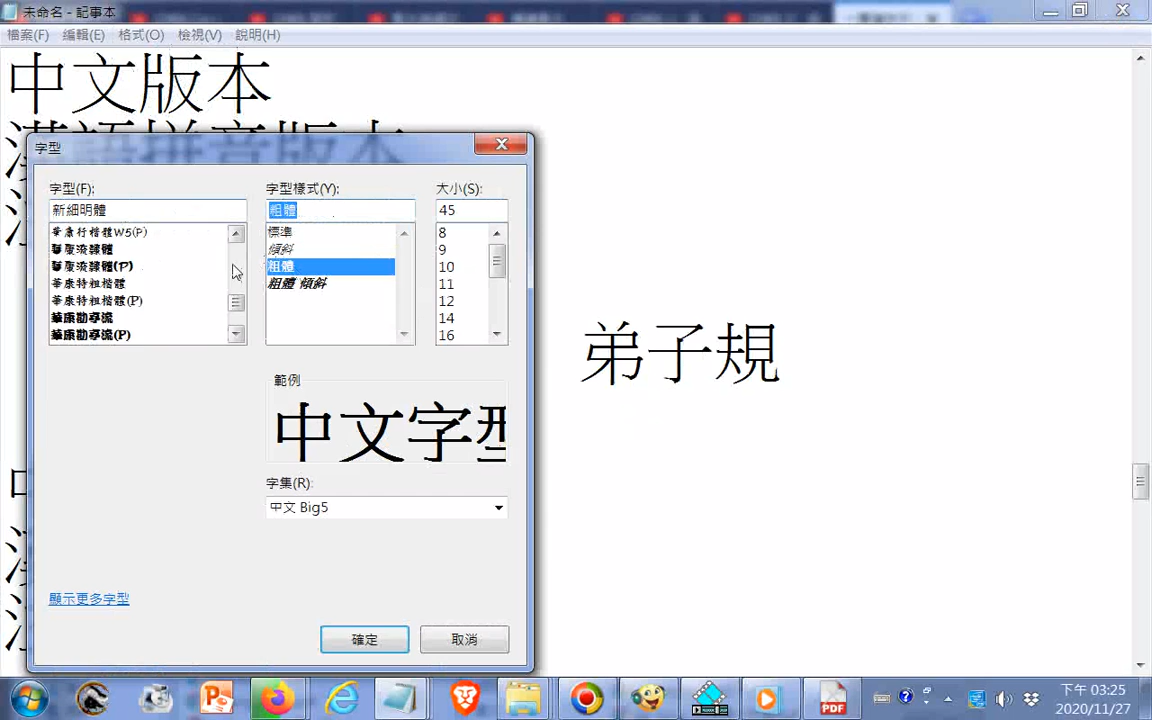 未命名 - 記事本
檔案(F) 編輯(E) 格式(O) 檢視(V) 說明(H)
中文版本
漢語拼音版本
字型
字型(F):
新細明體
華康行楷體W5(P)
華康流隸體
華康流隸體(P)
華康特粗楷體
華康特粗楷體(P)
華康勘亭流
華康勘亭流(P)
字型樣式(Y):
粗體
標準
傾斜
粗體
粗體 傾斜
大小(S):
45
8
9
10
11
12
14
16
範例
中文字型
字集(R):
中文 Big5
顯示更多字型
確定 取消
弟子規
下午 03:25
2020/11/27